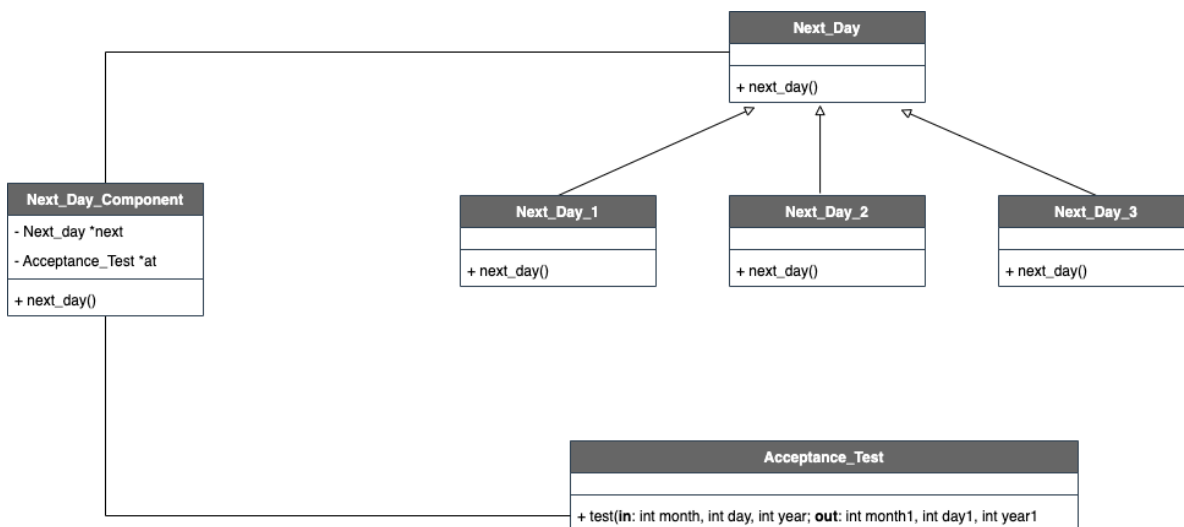 Next_Day
+ next_day()
Next_Day_Component
- Next_day *next
- Acceptance_Test *at
+ next_day()
Next_Day_1
+ next_day()
Next_Day_2
+ next_day()
Next_Day_3
+ next_day()
Acceptance_Test
+ test(in: int month, int day, int year; out: int month1, int day1, int year1